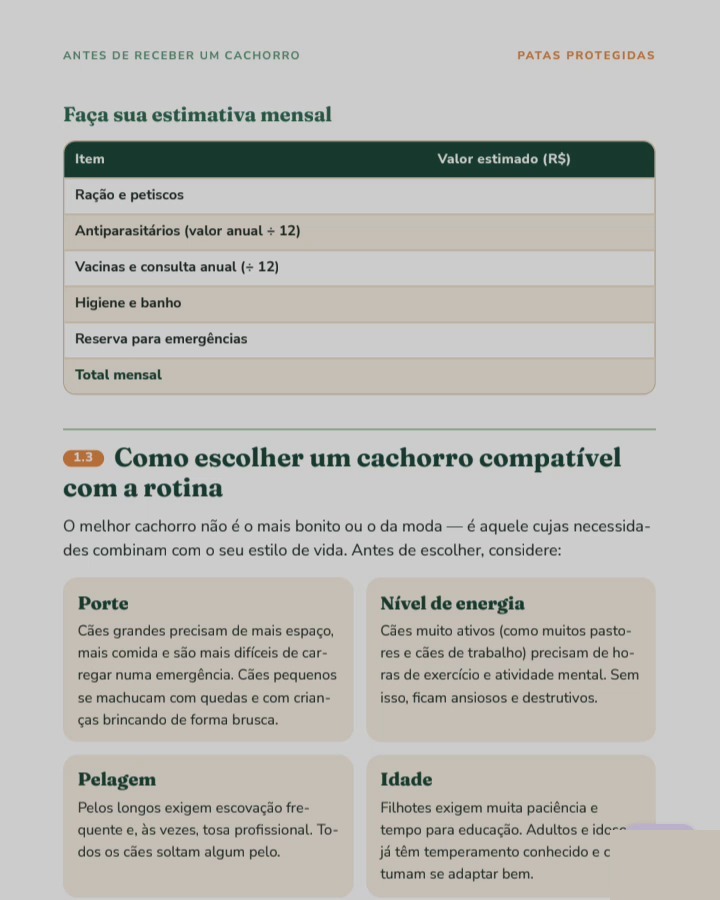 ANTES DE RECEBER UM CACHORRO
PATAS PROTEGIDAS
Faça sua estimativa mensal
Item Valor estimado (R$)
Ração e petiscos
Antiparasitários (valor anual ÷ 12)
Vacinas e consulta anual (÷ 12)
Higiene e banho
Reserva para emergências
Total mensal
1.3 Como escolher um cachorro compatível
com a rotina
O melhor cachorro não é o mais bonito ou o da moda — é aquele cujas necessida-
des combinam com o seu estilo de vida. Antes de escolher, considere:
Porte
Cães grandes precisam de mais espaço,
mais comida e são mais difíceis de car-
regar numa emergência. Cães pequenos
se machucam com quedas e com crian-
ças brincando de forma brusca.
Nível de energia
Cães muito ativos (como muitos pasto-
res e cães de trabalho) precisam de ho-
ras de exercício e atividade mental. Sem
isso, ficam ansiosos e destrutivos.
Pelagem
Pelos longos exigem escovação fre-
quente e, às vezes, tosa profissional. To-
dos os cães soltam algum pelo.
Idade
Filhotes exigem muita paciência e
tempo para educação. Adultos e
já têm temperamento conhecido e
tumam se adaptar bem.